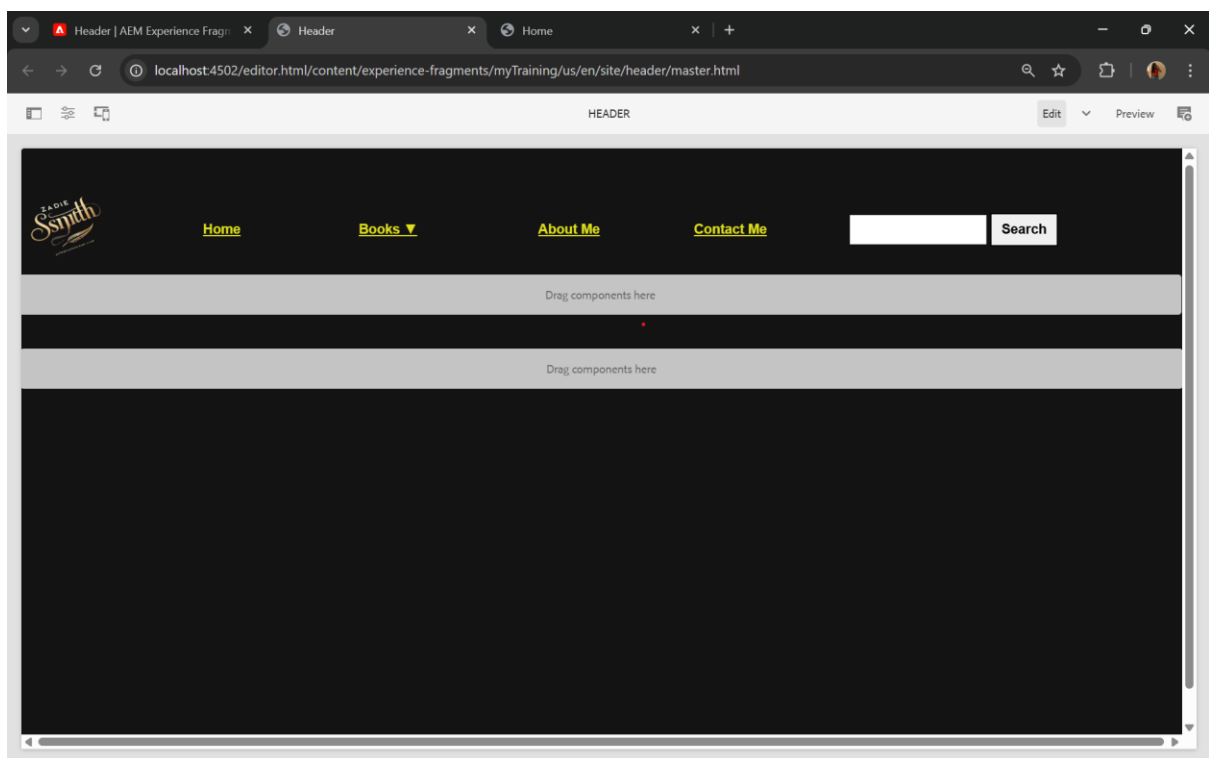 Header | AEM Experience Fragm
Header
Home
localhost:4502/editor.html/content/experience-fragments/myTraining/us/en/site/header/master.html
HEADER
Edit
Preview
ZADIE
Ssmith
Home
Books ▼
About Me
Contact Me
Search
Drag components here
Drag components here